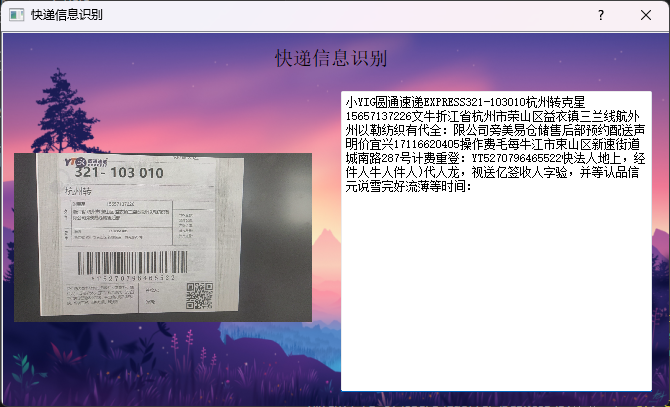 快递信息识别
?
快递信息识别
小YIG圆通速递EXPRESS321-103010杭州转克星
15657137226文牛折江省杭州市荣山区益农镇三兰线航外
州以勒纺织有代全：限公司旁美易仓储售后部预约配送声
明价宜兴17116620405操作费毛每牛江市束山区新速街道
城南路287号计费重登：YT5270796465522快法人地上，经
件人牛人件人）代人龙，视送亿签收人字验，并等认品信
元说雪完好流薄等时间：
321- 103 010
杭州转
15657137226
YT5270796465522